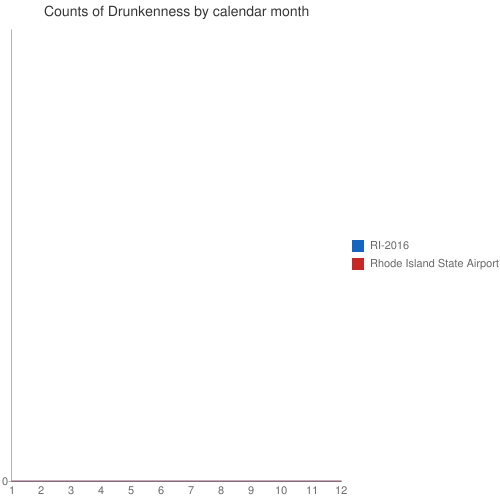 Counts of Drunkenness by calendar month
RI-2016
Rhode Island State Airport
0
1 2 3 4 5 6 7 8 9 10 11 12